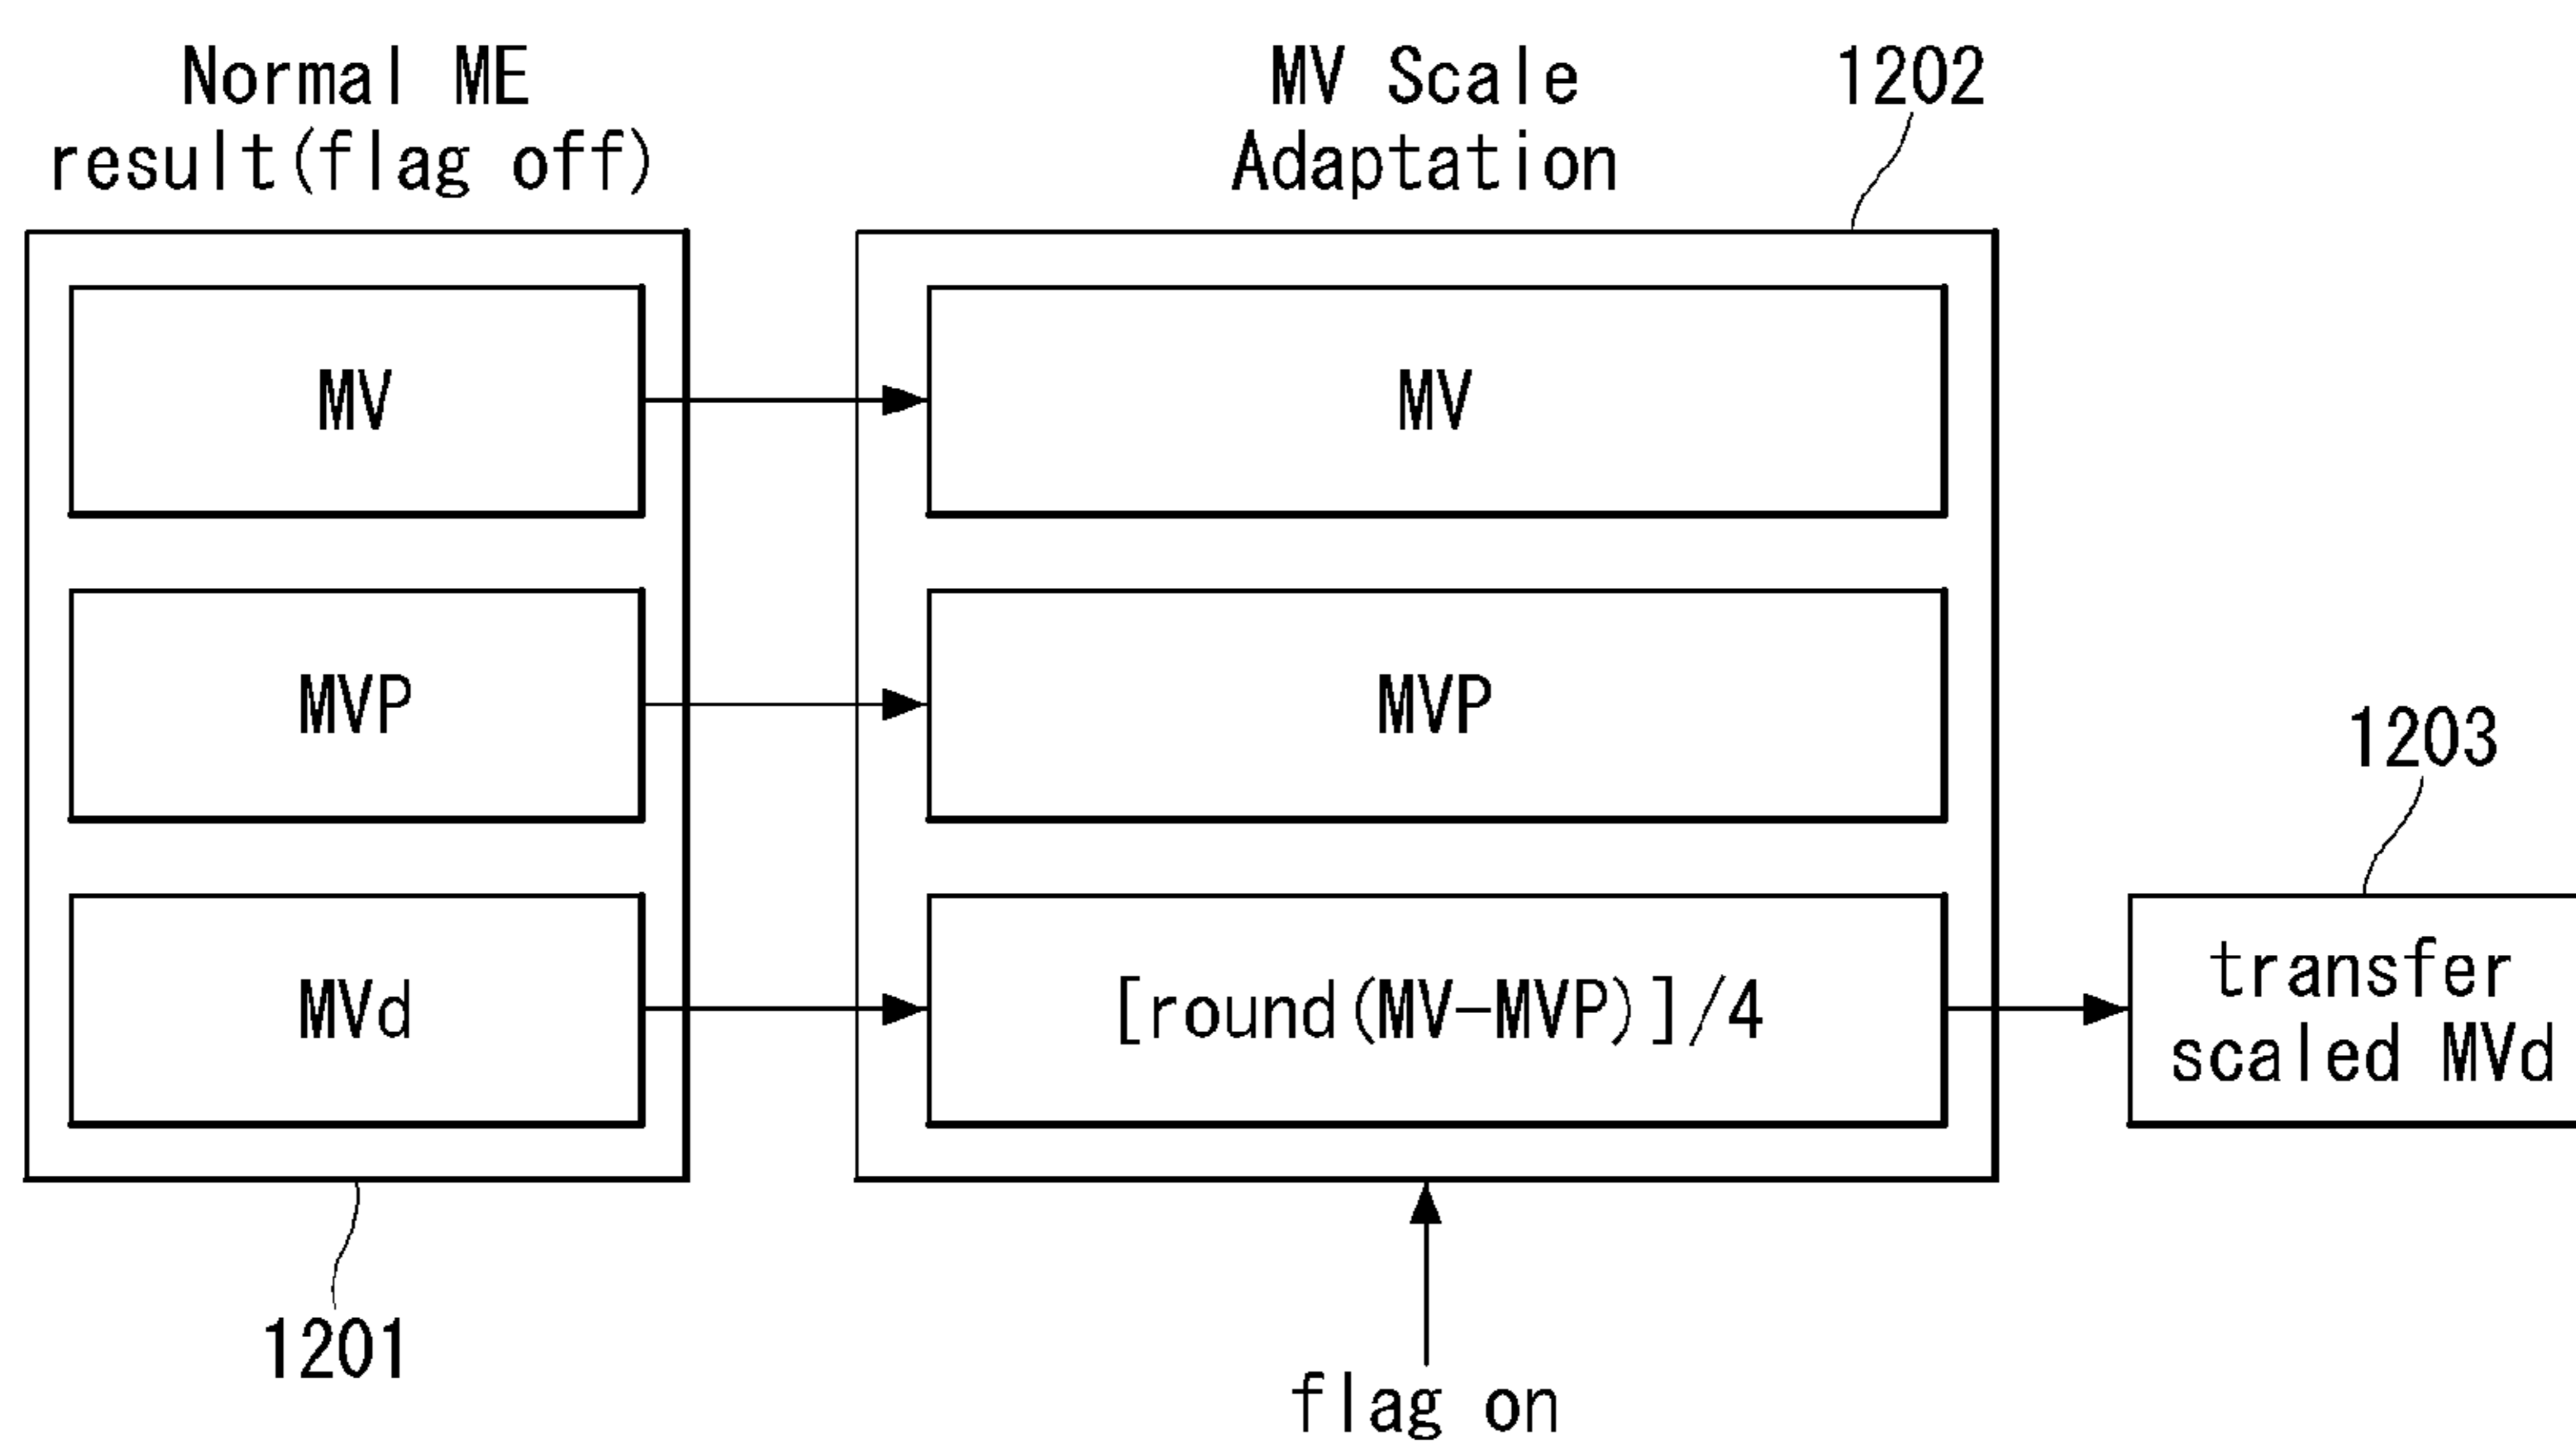 Normal ME
result(flag off)
MV Scale
Adaptation
1202
MV
MV
MVP
MVP
1203
MVd
[round(MV-MVP)]/4
transfer
scaled MVd
1201
flag on